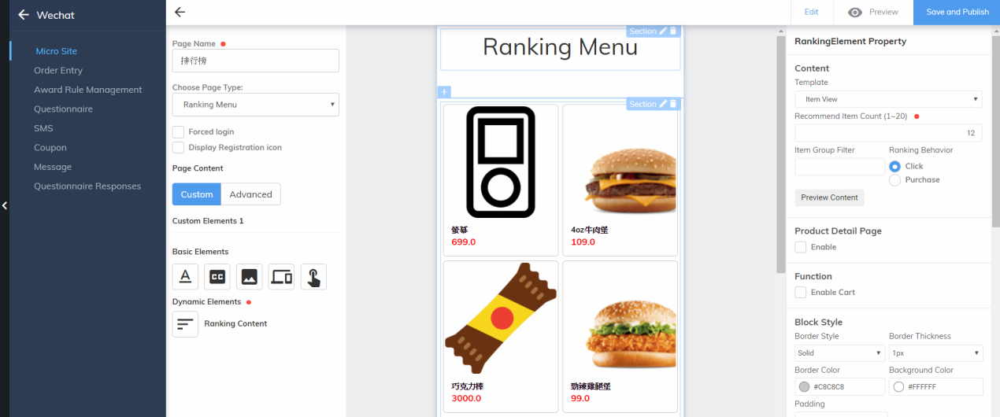 Wechat
Micro Site
Order Entry
Award Rule Management
Questionnaire
SMS
Coupon
Message
Questionnaire Responses
Edit
Preview
Save and Publish
Page Name
排行榜
Choose Page Type:
Ranking Menu
Forced login
Display Registration icon
Page Content
Custom
Advanced
Custom Elements 1
Basic Elements
A
CC
Dynamic Elements
Ranking Content
Section
Ranking Menu
+
Section
螢幕
699.0
4oz牛肉堡
109.0
巧克力棒
3000.0
勁辣雞腿堡
99.0
RankingElement Property
Content
Template
Item View
Recommend Item Count (1~20)
12
Item Group Filter
Ranking Behavior
Click
Purchase
Preview Content
Product Detail Page
Enable
Function
Enable Cart
Block Style
Border Style
Border Thickness
Solid
1px
Border Color
Background Color
#C8C8C8
#FFFFFF
Padding